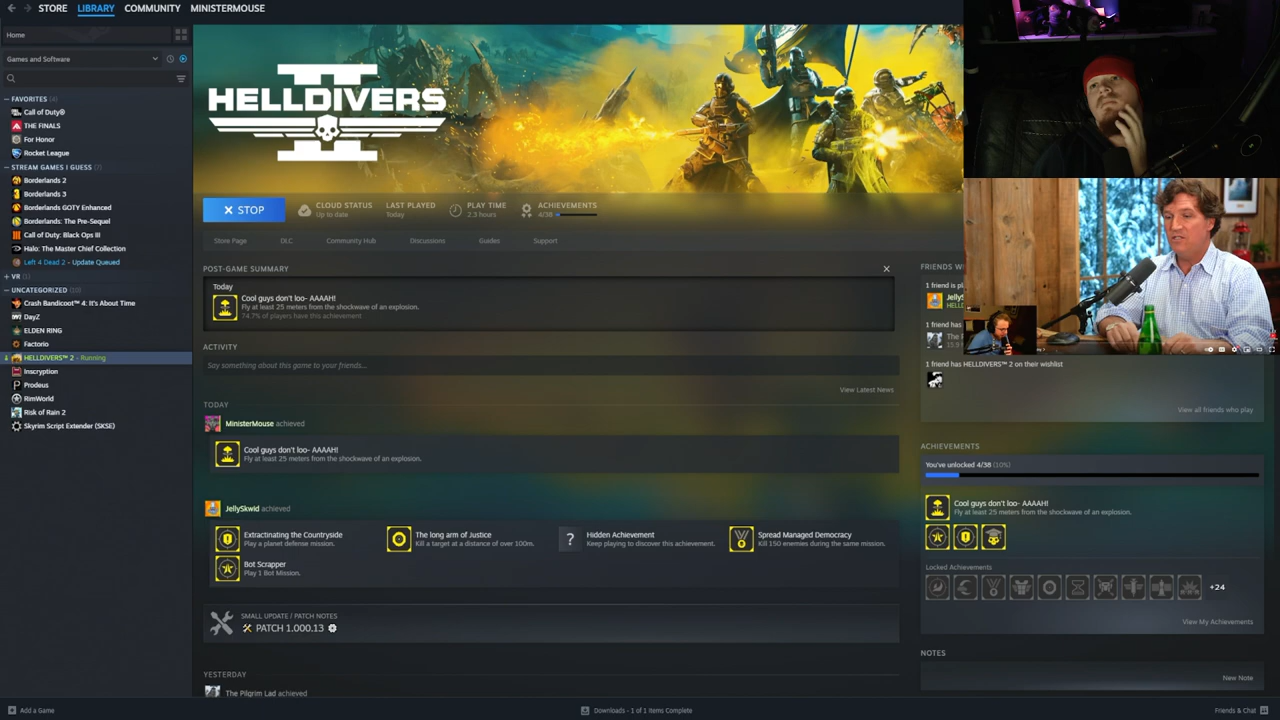 STORE LIBRARY COMMUNITY MINISTERMOUSE
Home
Games and Software
FAVORITES (4)
Call of Duty®
THE FINALS
For Honor
Rocket League
STREAM GAMES I GUESS (7)
Borderlands 2
Borderlands 3
Borderlands GOTY Enhanced
Borderlands: The Pre-Sequel
Call of Duty: Black Ops III
Halo: The Master Chief Collection
Left 4 Dead 2 - Update Queued
VR
UNCATEGORIZED
Crash Bandicoot™ 4: It's About Time
DayZ
ELDEN RING
Factorio
HELLDIVERS™ 2 - Running
Inscryption
Prodeus
RimWorld
Risk of Rain 2
Skyrim Script Extender (SKSE)
HELLDIVERS
STOP
CLOUD STATUS
Up to date
LAST PLAYED
Today
PLAY TIME
2.3 hours
ACHIEVEMENTS
4/38
Store Page DLC Community Hub Discussions Guides Support
POST-GAME SUMMARY
Today
Cool guys don't loo- AAAAH!
Fly at least 25 meters from the shockwave of an explosion.
74.7% of players have this achievement
ACTIVITY
Say something about this game to your friends...
View Latest News
TODAY
MinisterMouse achieved
Cool guys don't loo- AAAAH!
Fly at least 25 meters from the shockwave of an explosion.
JellySkwid achieved
Extractinating the Countryside
Play a planet defense mission.
The long arm of Justice
Kill a target at a distance of over 100m.
?
Hidden Achievement
Keep playing to discover this achievement.
Spread Managed Democracy
Kill 150 enemies during the same mission.
Bot Scrapper
Play 1 Bot Mission.
SMALL UPDATE / PATCH NOTES
PATCH 1.000.13
YESTERDAY
The Pilgrim Lad achieved
FRIENDS
1 friend is
1 friend has
1 friend has HELLDIVERS™ 2 on their wishlist
View all friends who play
ACHIEVEMENTS
You've unlocked 4/38 (10%)
Cool guys don't loo- AAAAH!
Fly at least 25 meters from the shockwave of an explosion.
Locked Achievements
+24
View My Achievements
NOTES
New Note
Add a Game
Downloads - 1 of 1 Items Complete
Friends & Chat